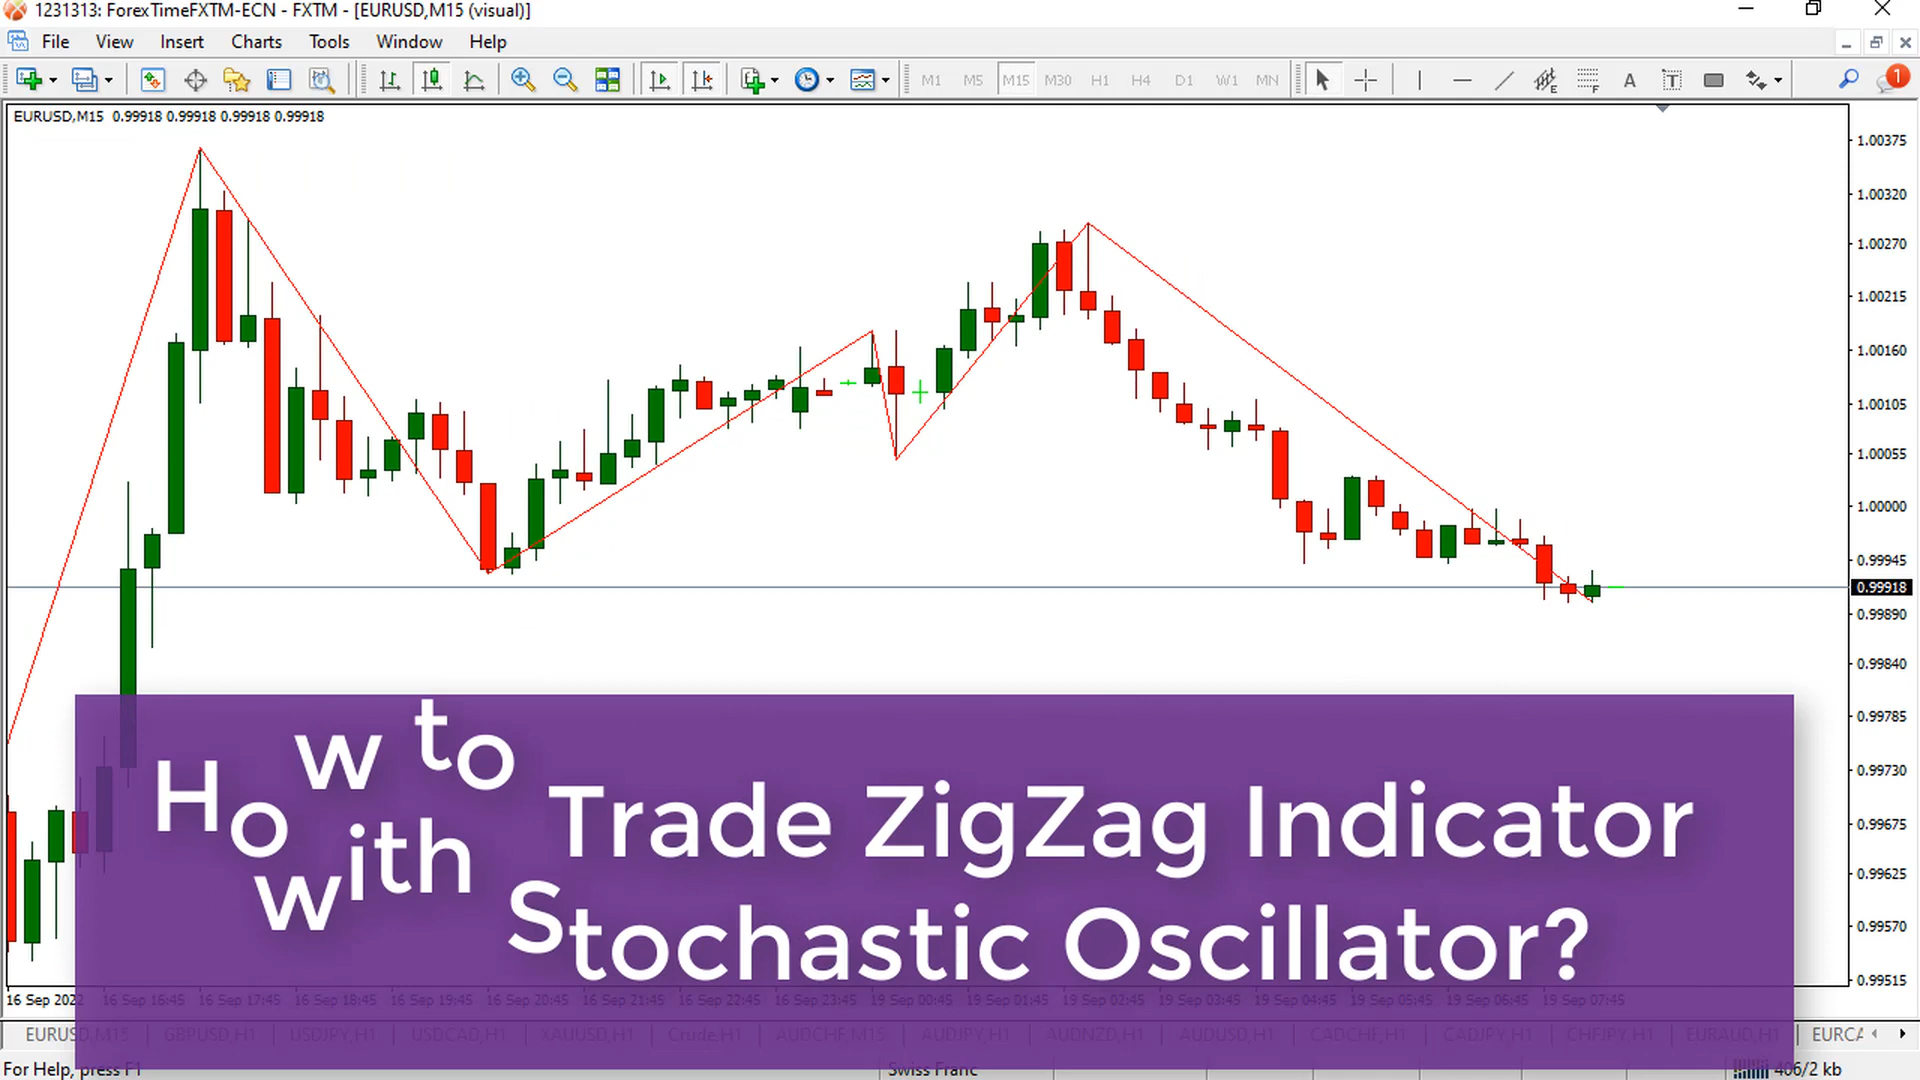 1231313: ForexTimeFXTM-ECN - FXTM - [EURUSD,M15 (visual)]
File View Insert Charts Tools Window Help
M1 M5 M15 M30 H1 H4 D1 W1 MN
1
EURUSD,M15 0.99918 0.99918 0.99918 0.99918
1.00375
1.00320
1.00270
1.00215
1.00160
1.00105
1.00055
1.00000
0.99945
0.99918
0.99890
0.99840
0.99785
0.99730
0.99675
0.99625
0.99570
0.99515
How to Trade ZigZag Indicator
with Stochastic Oscillator?
16 Sep 2022 16 Sep 16:45 16 Sep 17:45 16 Sep 18:45 16 Sep 19:45 16 Sep 20:45 16 Sep 21:45 16 Sep 22:45 16 Sep 23:45 19 Sep 00:45 19 Sep 01:45 19 Sep 02:45 19 Sep 03:45 19 Sep 04:45 19 Sep 05:45 19 Sep 06:45 19 Sep 07:45
EURUSD,M15 GBPUSD,H1 USDJPY,H1 USDCAD,H1 XAUUSD,H1 Crude,H1 AUDCHF,M15 AUDJPY,H1 AUDNZD,H1 AUDUSD,H1 CADCHF,H1 CADJPY,H1 CHFJPY,H1 EURAUD,H1 EURCA
For Help, press F1 Swiss Franc 406/2 kb